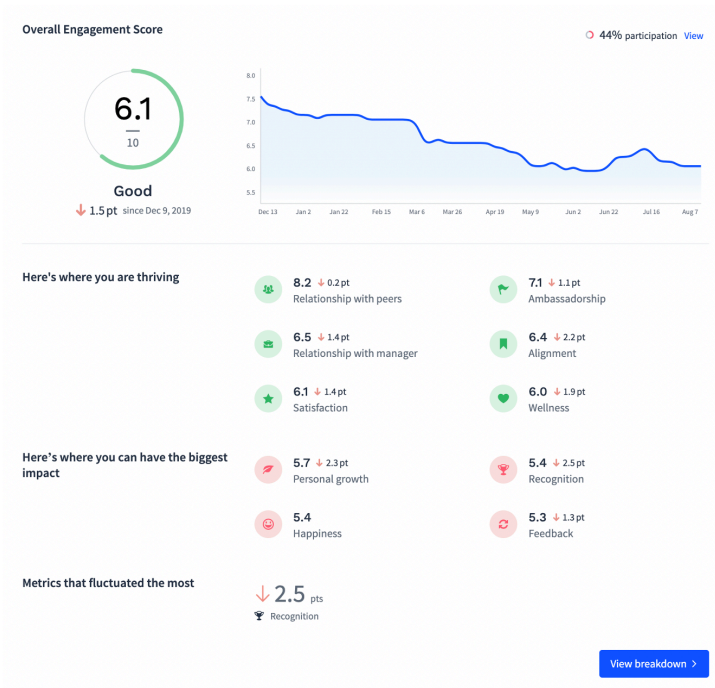 Overall Engagement Score
44% participation View
6.1
10
Good
1.5 pt since Dec 9, 2019
8.0
7.5
7.0
6.5
6.0
5.5
Dec 13 Jan 2 Jan 22 Feb 15 Mar 6 Mar 26 Apr 19 May 9 Jun 2 Jun 22 Jul 16 Aug 7
Here's where you are thriving
8.2 0.2 pt
Relationship with peers
7.1 1.1 pt
Ambassadorship
6.5 1.4 pt
Relationship with manager
6.4 2.2 pt
Alignment
6.1 1.4 pt
Satisfaction
6.0 1.9 pt
Wellness
Here's where you can have the biggest
impact
5.7 2.3 pt
Personal growth
5.4 2.5 pt
Recognition
5.4
Happiness
5.3 1.3 pt
Feedback
Metrics that fluctuated the most
2.5 pts
Recognition
View breakdown